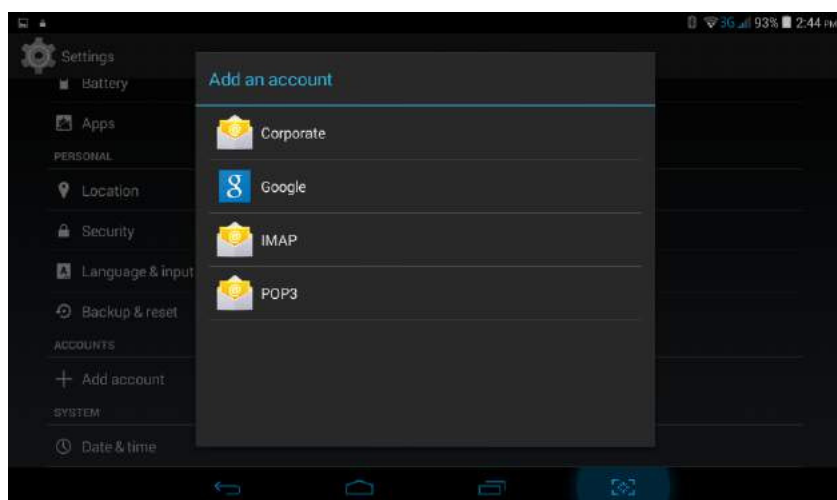 3G 93% 2:44 PM
Settings
Battery
Apps
PERSONAL
Location
Security
Language & input
Backup & reset
ACCOUNTS
Add account
SYSTEM
Date & time
Add an account
Corporate
Google
IMAP
POP3